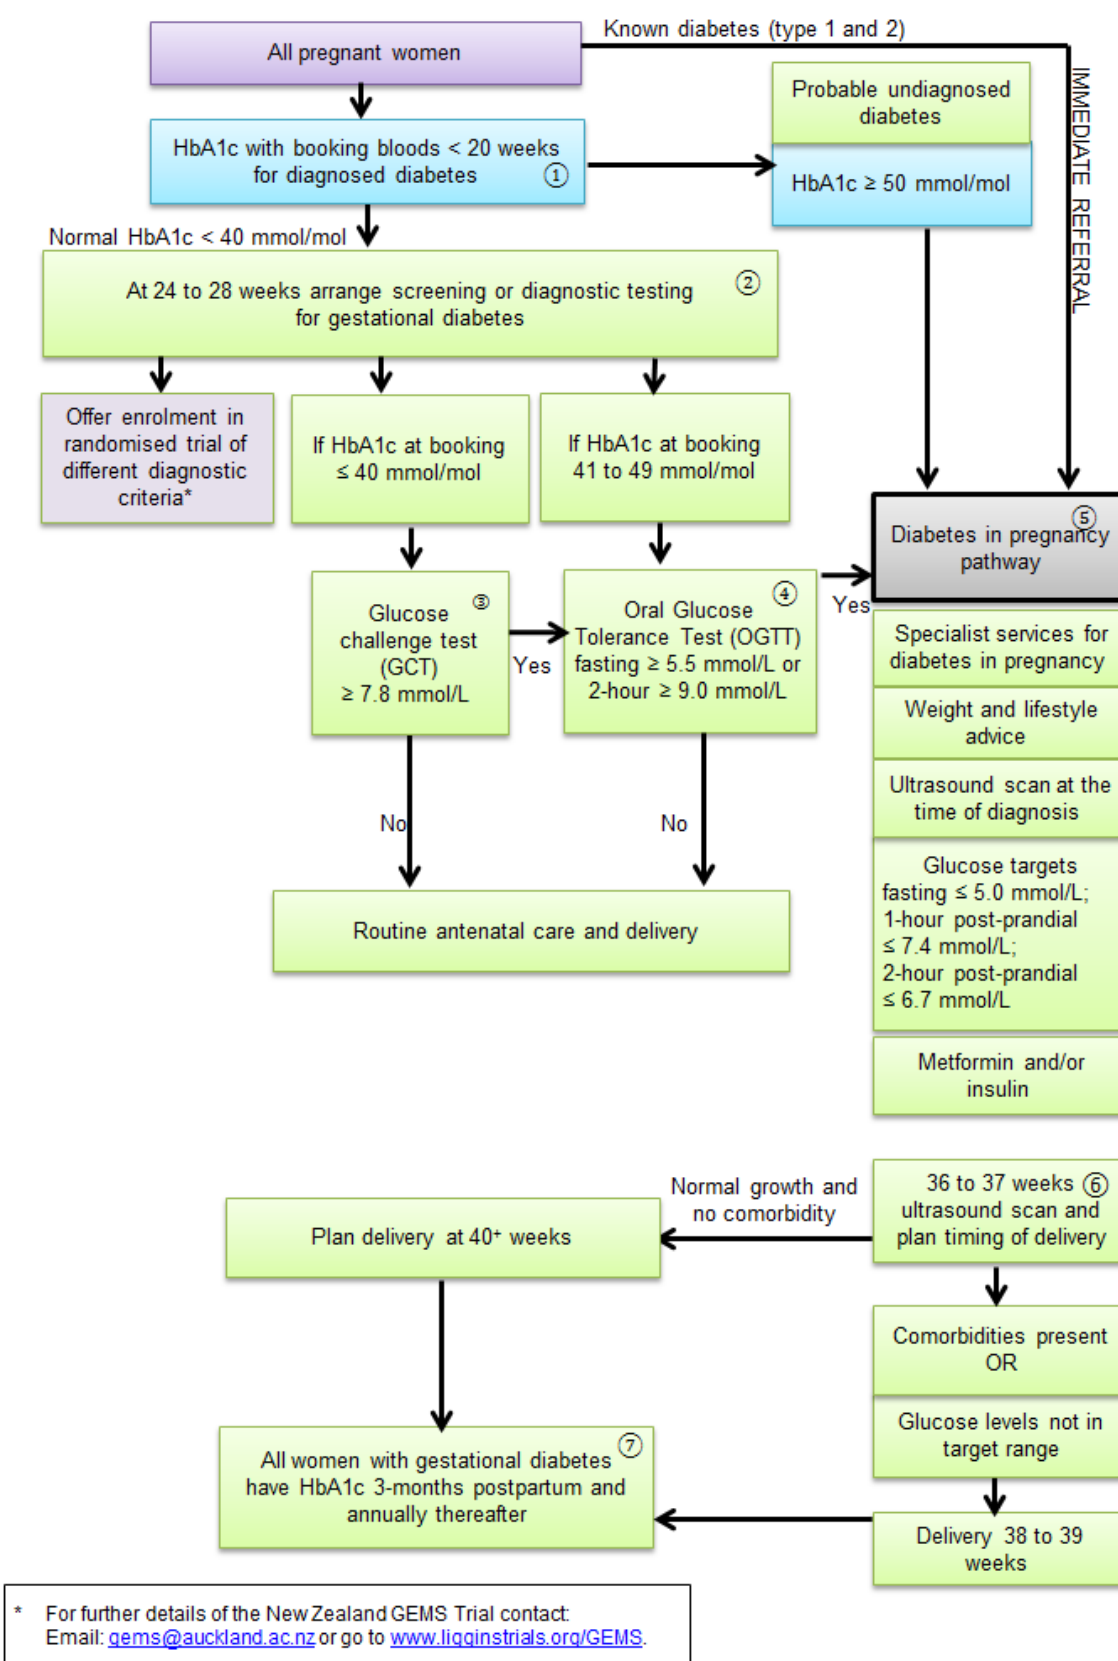 Known diabetes (type 1 and 2)
All pregnant women
IMMEDIATE REFERRAL
Probable undiagnosed
diabetes
HbA1c with booking bloods < 20 weeks
for diagnosed diabetes ①
HbA1c ≥ 50 mmol/mol
Normal HbA1c < 40 mmol/mol
At 24 to 28 weeks arrange screening or diagnostic testing ②
for gestational diabetes
Offer enrolment in
randomised trial of
different diagnostic
criteria*
If HbA1c at booking
≤ 40 mmol/mol
If HbA1c at booking
41 to 49 mmol/mol
⑤
Diabetes in pregnancy
pathway
③
Glucose
challenge test
(GCT)
≥ 7.8 mmol/L
Yes
④
Oral Glucose
Tolerance Test (OGTT)
fasting ≥ 5.5 mmol/L or
2-hour ≥ 9.0 mmol/L
Yes
Specialist services for
diabetes in pregnancy
Weight and lifestyle
advice
Ultrasound scan at the
time of diagnosis
No
No
Glucose targets
fasting ≤ 5.0 mmol/L;
1-hour post-prandial
≤ 7.4 mmol/L;
2-hour post-prandial
≤ 6.7 mmol/L
Routine antenatal care and delivery
Metformin and/or
insulin
36 to 37 weeks ⑥
ultrasound scan and
plan timing of delivery
Normal growth and
no comorbidity
Plan delivery at 40⁺ weeks
Comorbidities present
OR
Glucose levels not in
target range
Delivery 38 to 39
weeks
⑦
All women with gestational diabetes
have HbA1c 3-months postpartum and
annually thereafter
* For further details of the New Zealand GEMS Trial contact:
Email: gems@auckland.ac.nz or go to www.ligginstrials.org/GEMS.